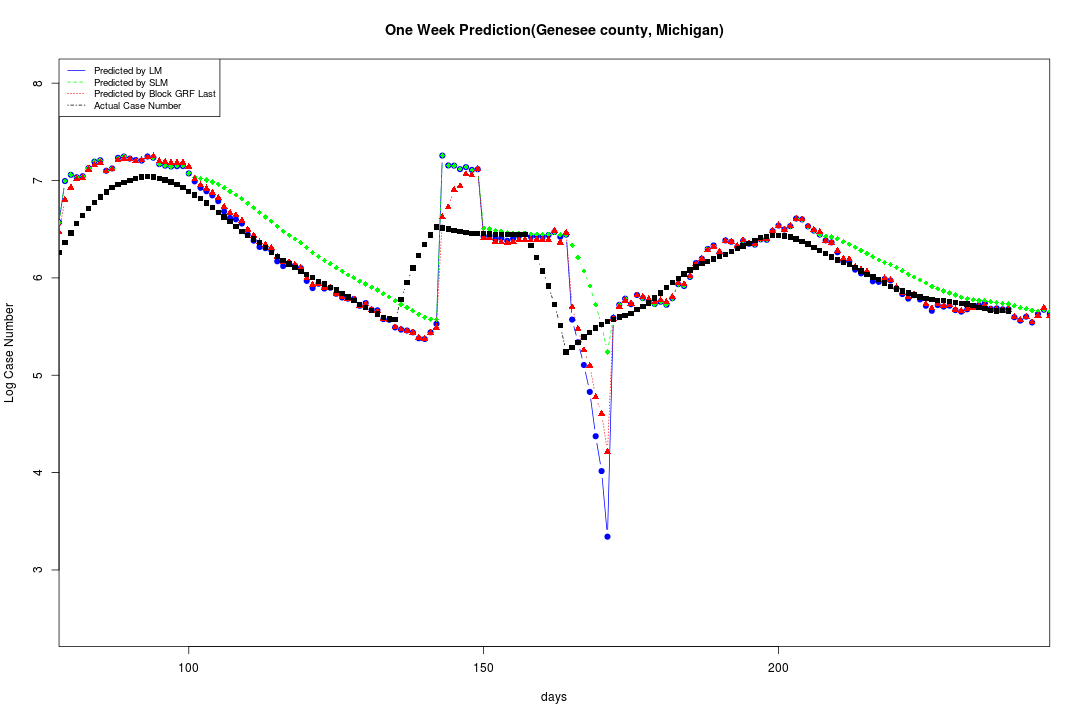 One Week Prediction(Genesee county, Michigan)
Predicted by LM
Predicted by SLM
Predicted by Block GRF Last
Actual Case Number
8
7
6
5
4
3
Log Case Number
100 150 200
days